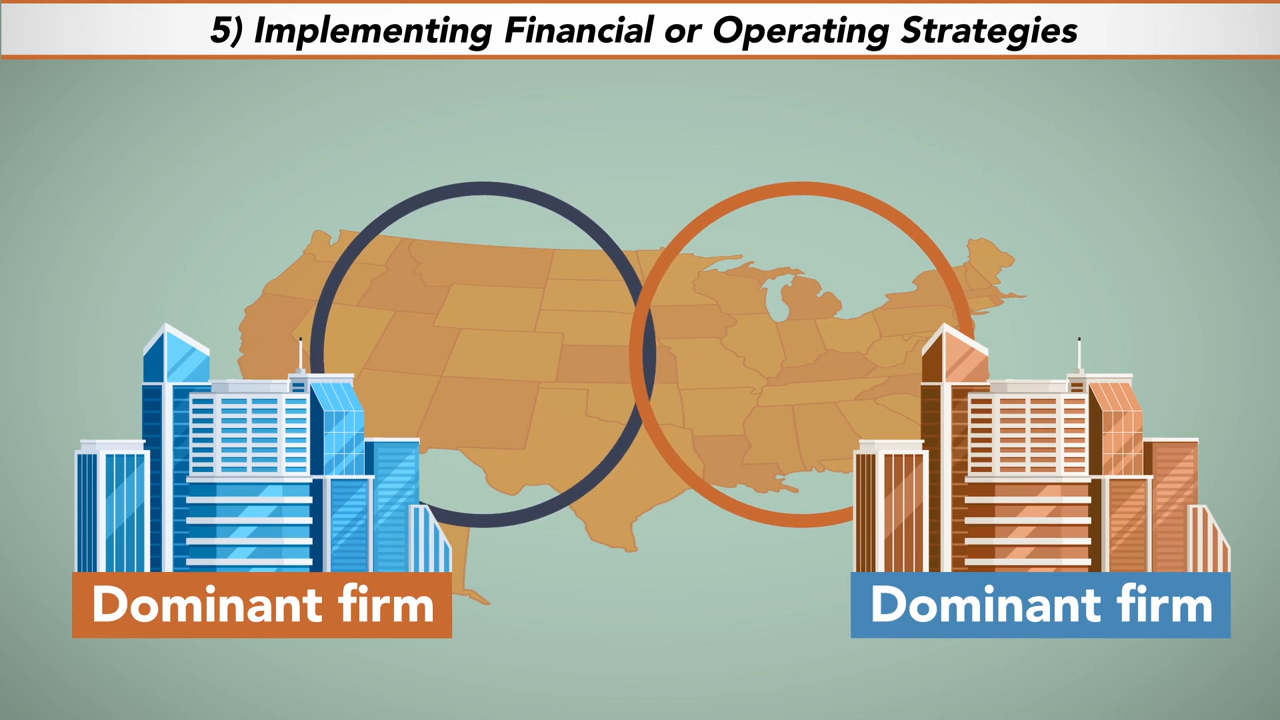 5) Implementing Financial or Operating Strategies
Dominant firm
Dominant firm